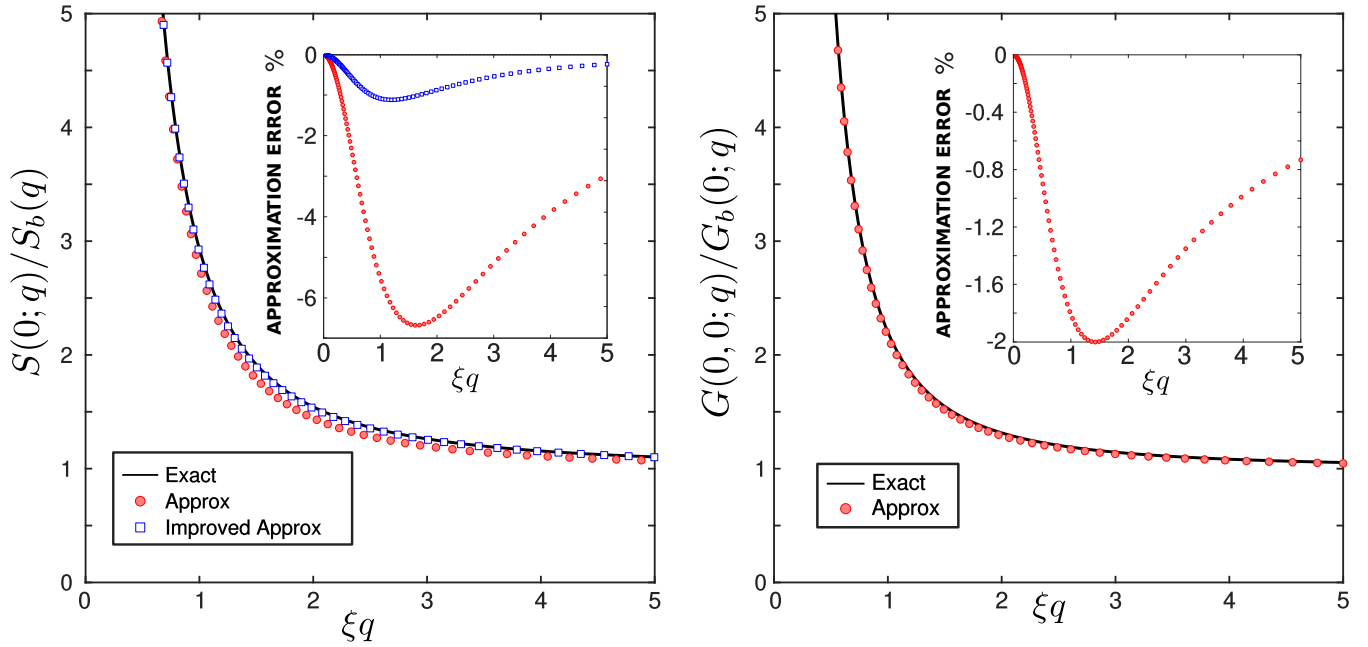 S(0; q)/S_b(q)
5
4
3
2
1
0
0 1 2 3 4 5
ξq
Exact
Approx
Improved Approx
APPROXIMATION ERROR %
0
-2
-4
-6
0 1 2 3 4 5
ξq
G(0, 0; q)/G_b(0; q)
5
4
3
2
1
0
0 1 2 3 4 5
ξq
Exact
Approx
APPROXIMATION ERROR %
0
-0.4
-0.8
-1.2
-1.6
-2
0 1 2 3 4 5
ξq